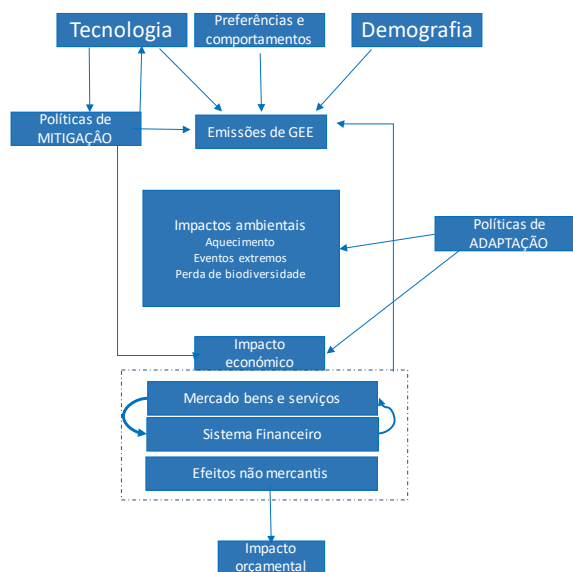 Tecnologia
Preferências e
comportamentos
Demografia
Políticas de
MITIGAÇÂO
Emissões de GEE
Impactos ambientais
Aquecimento
Eventos extremos
Perda de biodiversidade
Políticas de
ADAPTAÇÃO
Impacto
económico
Mercado bens e serviços
Sistema Financeiro
Efeitos não mercantis
Impacto
orçamental